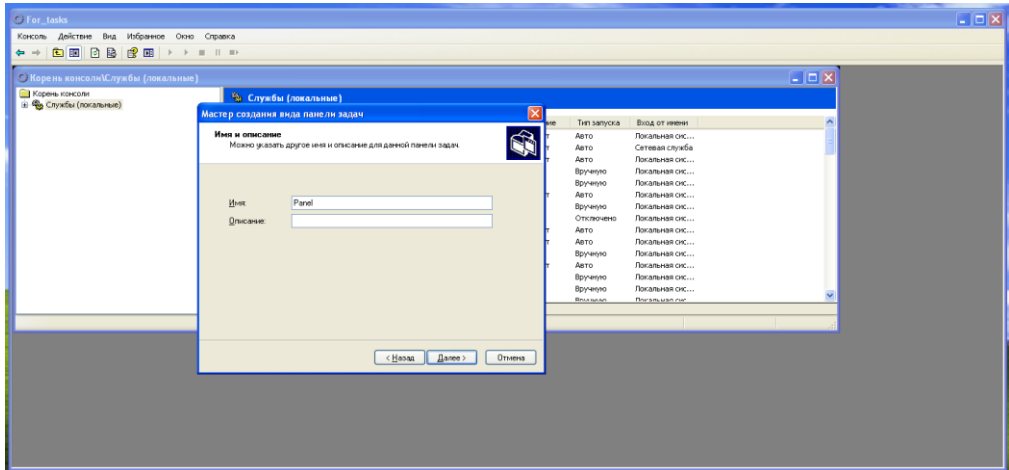 For_tasks
Консоль Действие Вид Избранное Окно Справка
Корень консоли\Службы (локальные)
Корень консоли
Службы (локальные)
Службы (локальные)
Мастер создания вида панели задач
Имя и описание
Можно указать другое имя и описание для данной панели задач.
Имя: Panel
Описание:
< Назад Далее > Отмена
Тип запуска Вход от имени
Авто Локальная сис...
Авто Сетевая служба
Авто Локальная сис...
Вручную Локальная сис...
Вручную Локальная сис...
Авто Локальная сис...
Вручную Локальная сис...
Отключено Локальная сис...
Авто Локальная сис...
Авто Локальная сис...
Вручную Локальная сис...
Авто Локальная сис...
Вручную Локальная сис...
Вручную Локальная сис...
Вручную Локальная сис...